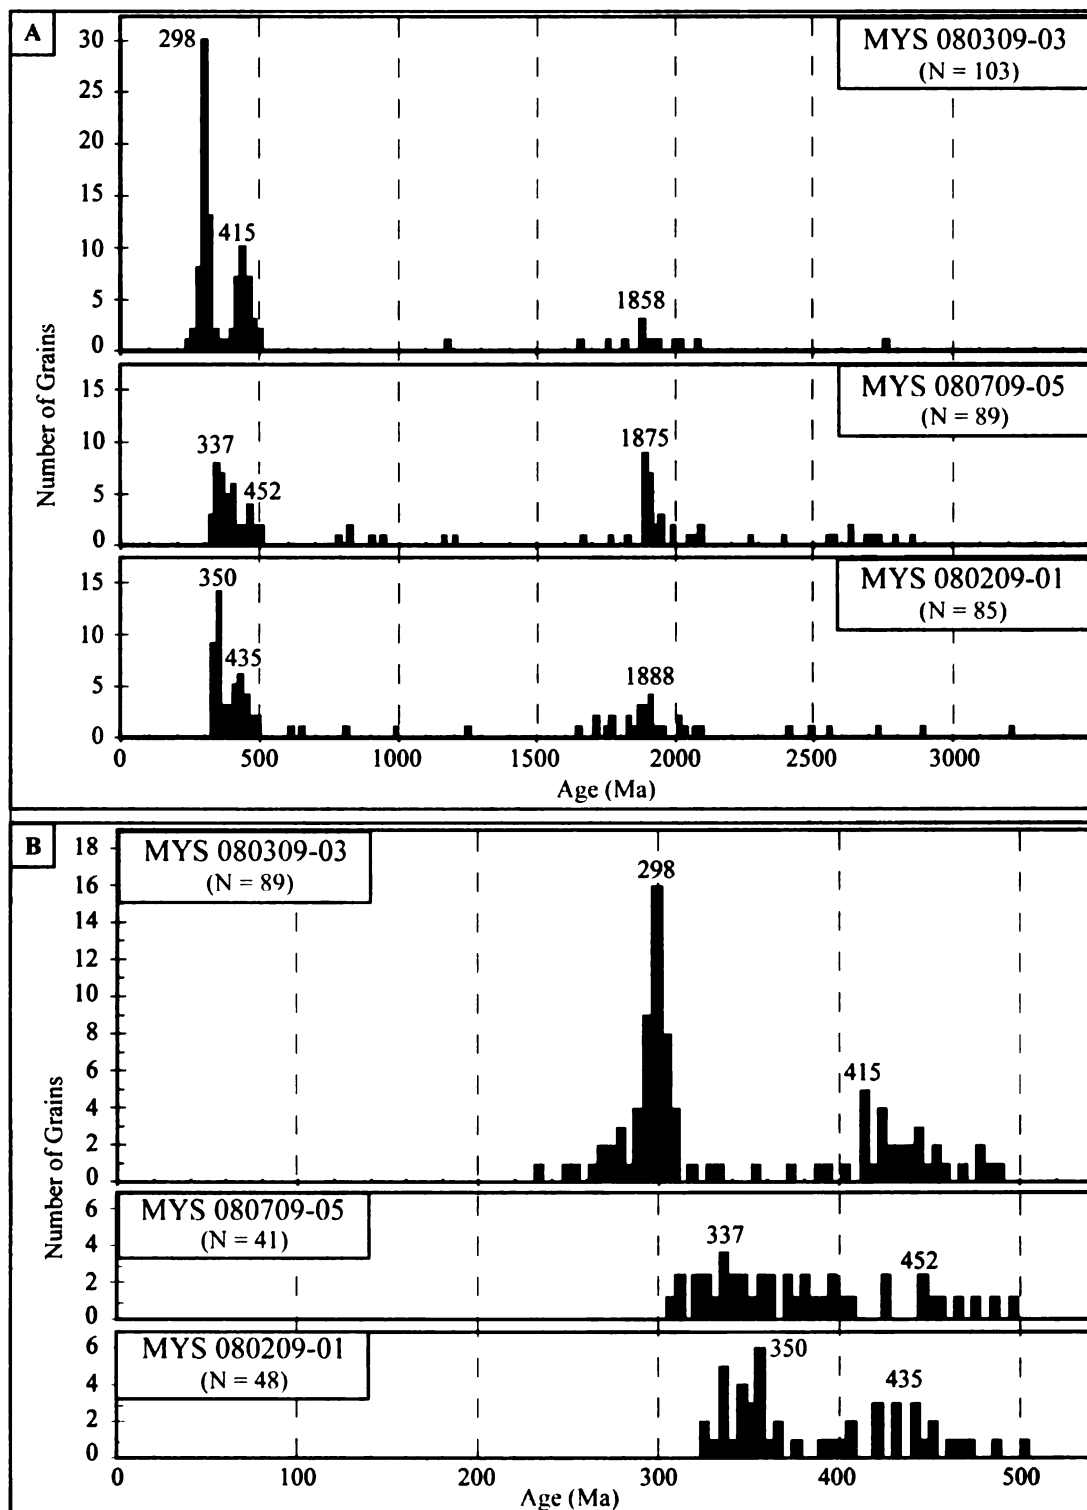 A
MYS 080309-03
(N = 103)
298
415
1858
30
25
20
15
10
5
0
MYS 080709-05
(N = 89)
337
452
1875
15
10
5
0
MYS 080209-01
(N = 85)
350
435
1888
15
10
5
0
Number of Grains
0 500 1000 1500 2000 2500 3000
Age (Ma)
B
MYS 080309-03
(N = 89)
298
415
18
16
14
12
10
8
6
4
2
0
MYS 080709-05
(N = 41)
337
452
6
4
2
0
MYS 080209-01
(N = 48)
350
435
6
4
2
0
Number of Grains
0 100 200 300 400 500
Age (Ma)